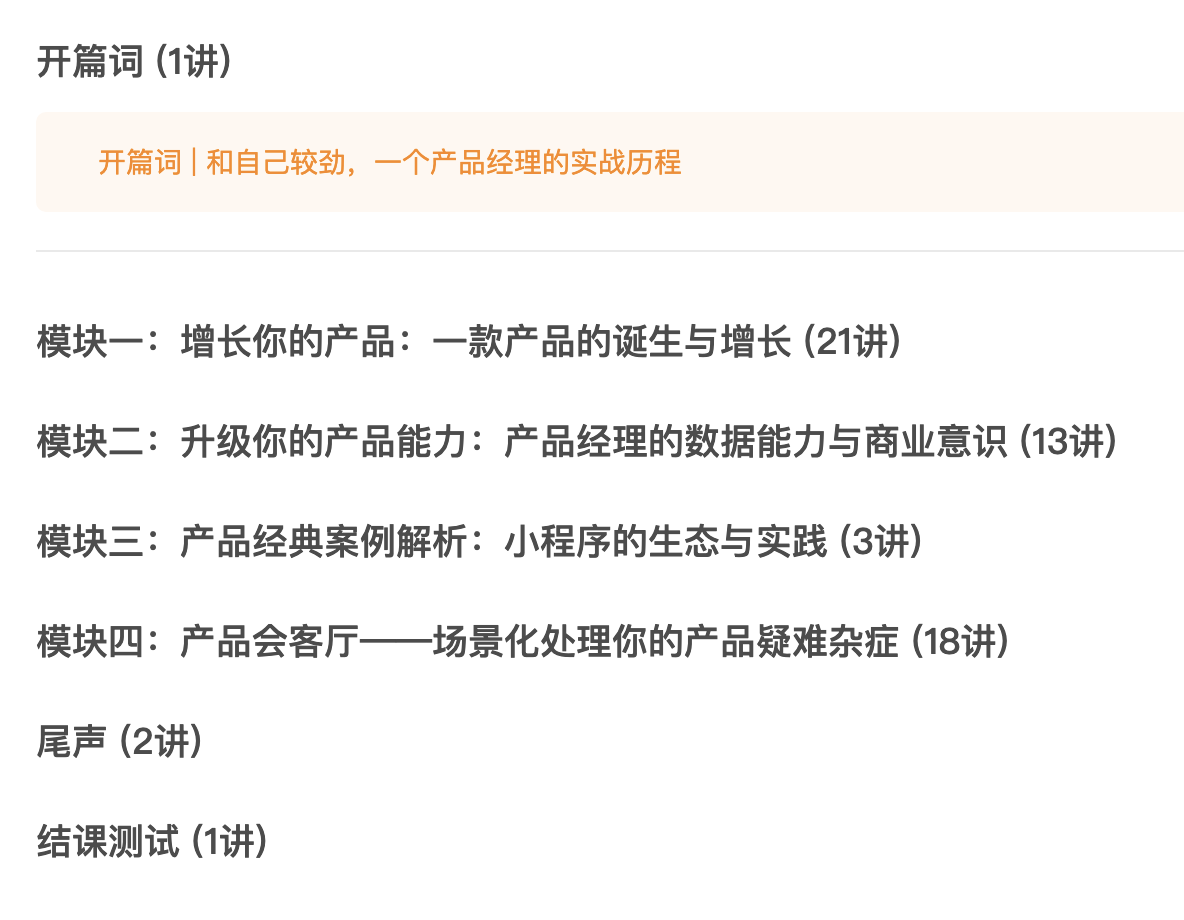 开篇词 (1讲)
开篇词 | 和自己较劲，一个产品经理的实战历程
模块一：增长你的产品：一款产品的诞生与增长 (21讲)
模块二：升级你的产品能力：产品经理的数据能力与商业意识 (13讲)
模块三：产品经典案例解析：小程序的生态与实践 (3讲)
模块四：产品会客厅——场景化处理你的产品疑难杂症 (18讲)
尾声 (2讲)
结课测试 (1讲)